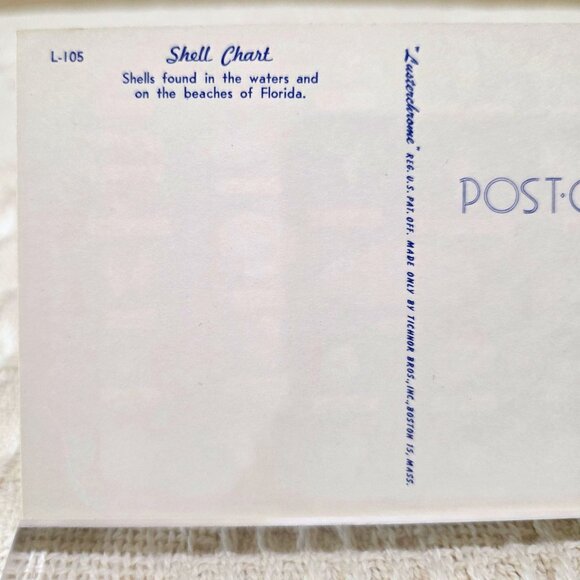 L-105
Shell Chart
Shells found in the waters and
on the beaches of Florida.
"Lusterchrome" REG. U.S. PAT. OFF. MADE ONLY BY TICHNOR BROS., INC., BOSTON 15, MASS.
POST·C